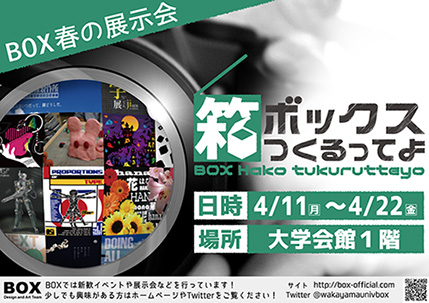 BOX春の展示会
箱ボックス
つくるってよ
BOX Hako tukuruttayo
日時 4/11月～4/22金
場所 大学会館1階
PROPORTIONS
TYPE
BOX
Design and Art Team
BOXでは新歓イベントや展示会などを行っています！
少しでも興味がある方はホームページやTwitterをご覧ください！
サイト http://box-official.com
Twitter @wakayamaunivbox